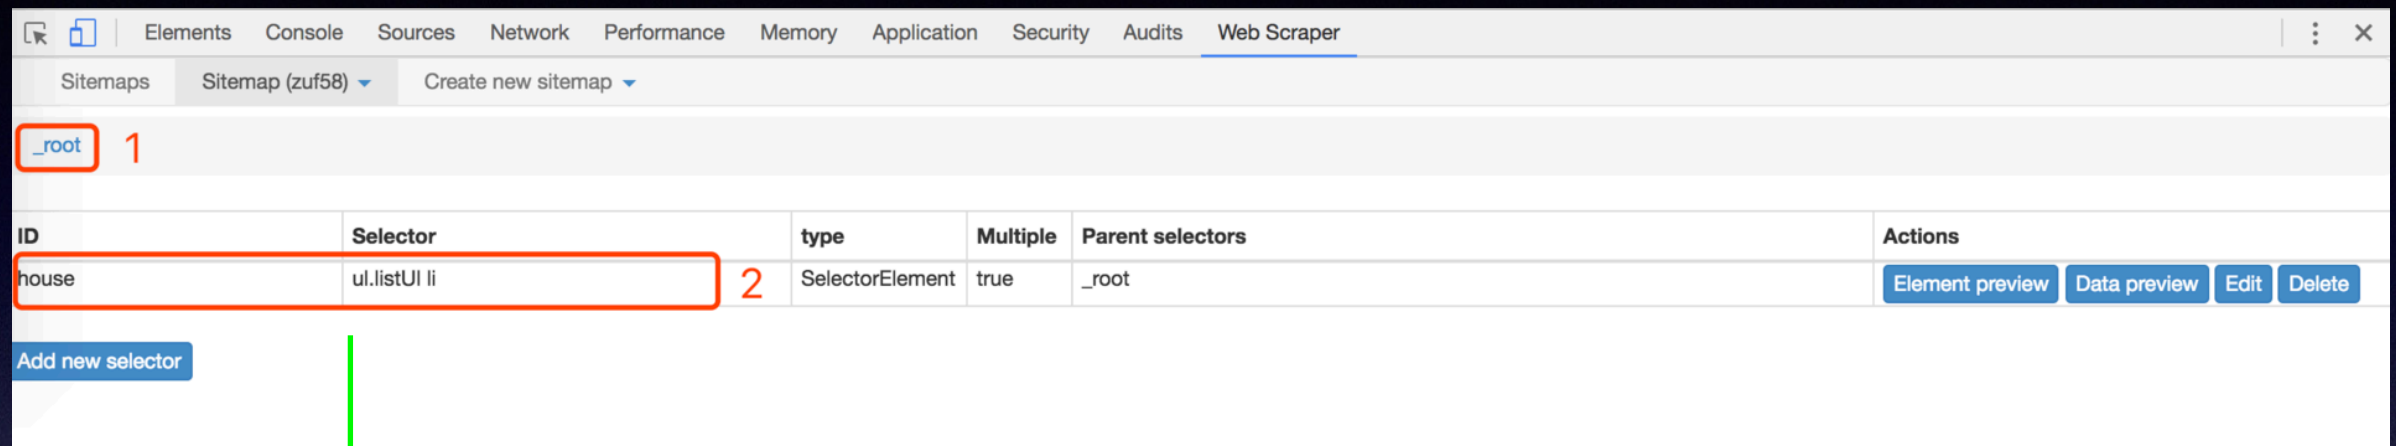 Elements Console Sources Network Performance Memory Application Security Audits Web Scraper
Sitemaps Sitemap (zuf58) Create new sitemap
_root 1
ID Selector type Multiple Parent selectors Actions
house ul.listUl li 2 SelectorElement true _root Element preview Data preview Edit Delete
Add new selector